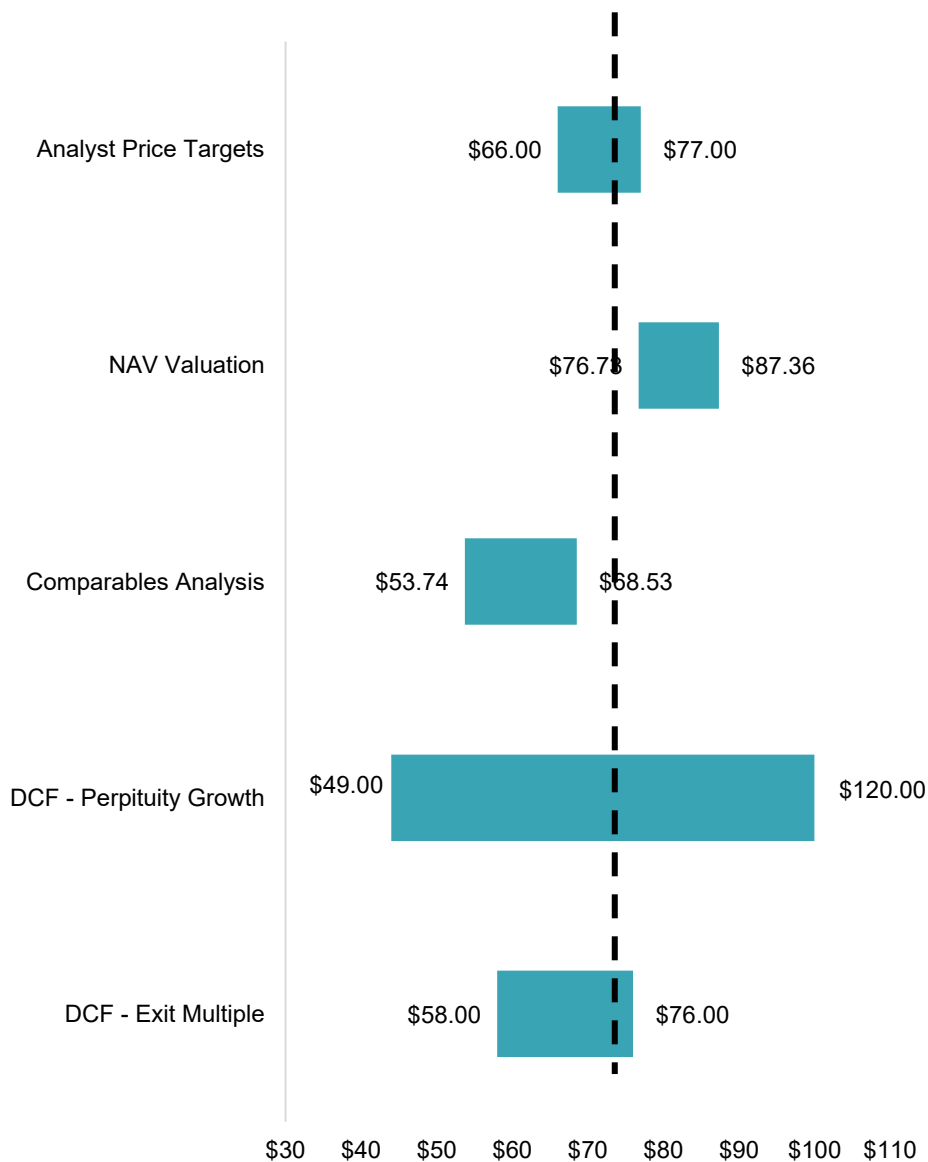 Analyst Price Targets $66.00 $77.00
NAV Valuation $76.73 $87.36
Comparables Analysis $53.74 $68.53
DCF - Perpituity Growth $49.00 $120.00
DCF - Exit Multiple $58.00 $76.00
$30 $40 $50 $60 $70 $80 $90 $100 $110